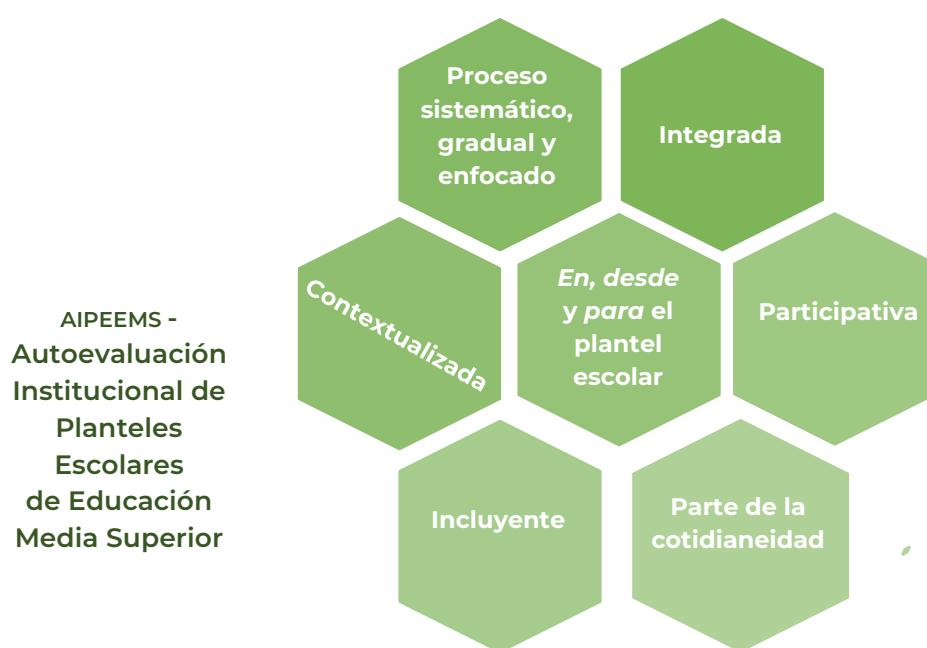 AIPEEMS -
Autoevaluación
Institucional de
Planteles
Escolares
de Educación
Media Superior
Proceso
sistemático,
gradual y
enfocado
Integrada
Contextualizada
En, desde
y para el
plantel
escolar
Participativa
Incluyente
Parte de la
cotidianeidad